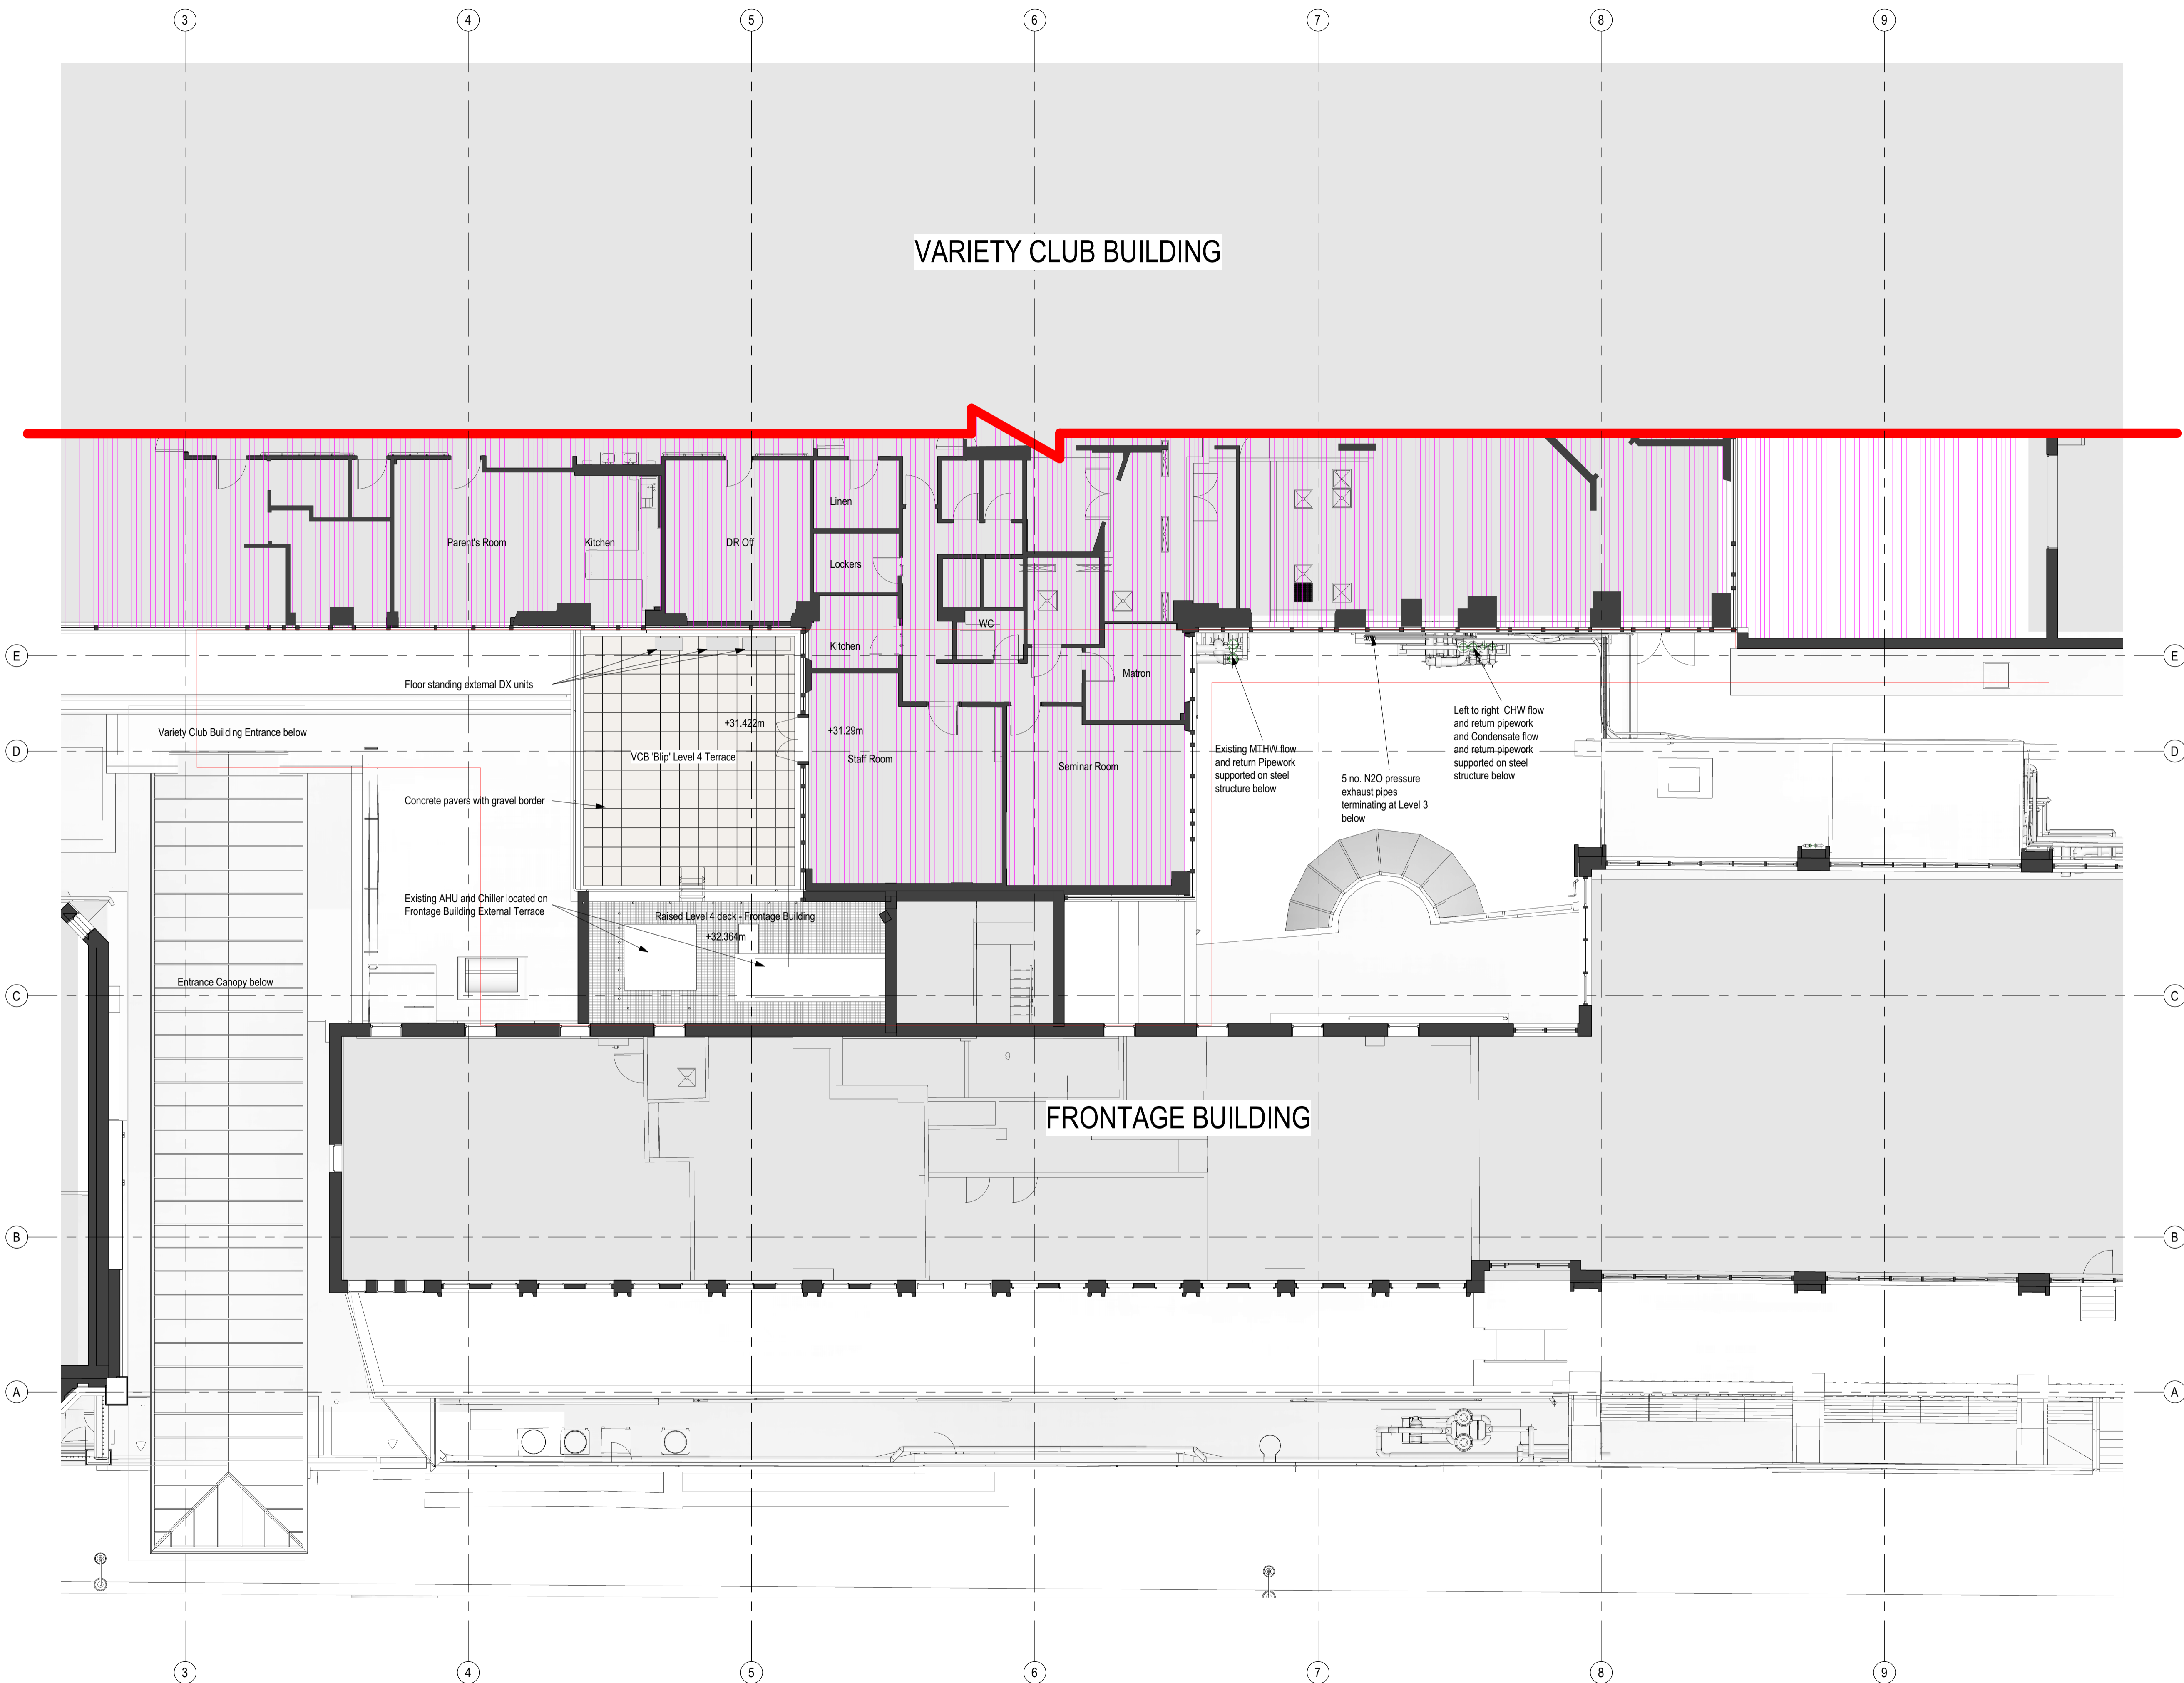 3 4 5 6 7 8 9
VARIETY CLUB BUILDING
Linen
Parent's Room
Kitchen
DR Off
Lockers
WC
Kitchen
E
E
Matron
Floor standing external DX units
+31.422m
+31.29m
Variety Club Building Entrance below
VCB 'Blip' Level 4 Terrace
Staff Room
Seminar Room
D
D
Existing MTHW flow
and return Pipework
supported on steel
structure below
5 no. N2O pressure
exhaust pipes
terminating at Level 3
below
Left to right CHW flow
and return pipework
and Condensate flow
and return pipework
supported on steel
structure below
Concrete pavers with gravel border
Existing AHU and Chiller located on
Frontage Building External Terrace
Raised Level 4 deck - Frontage Building
+32.364m
Entrance Canopy below
C
C
FRONTAGE BUILDING
B
B
A
A
3 4 5 6 7 8 9